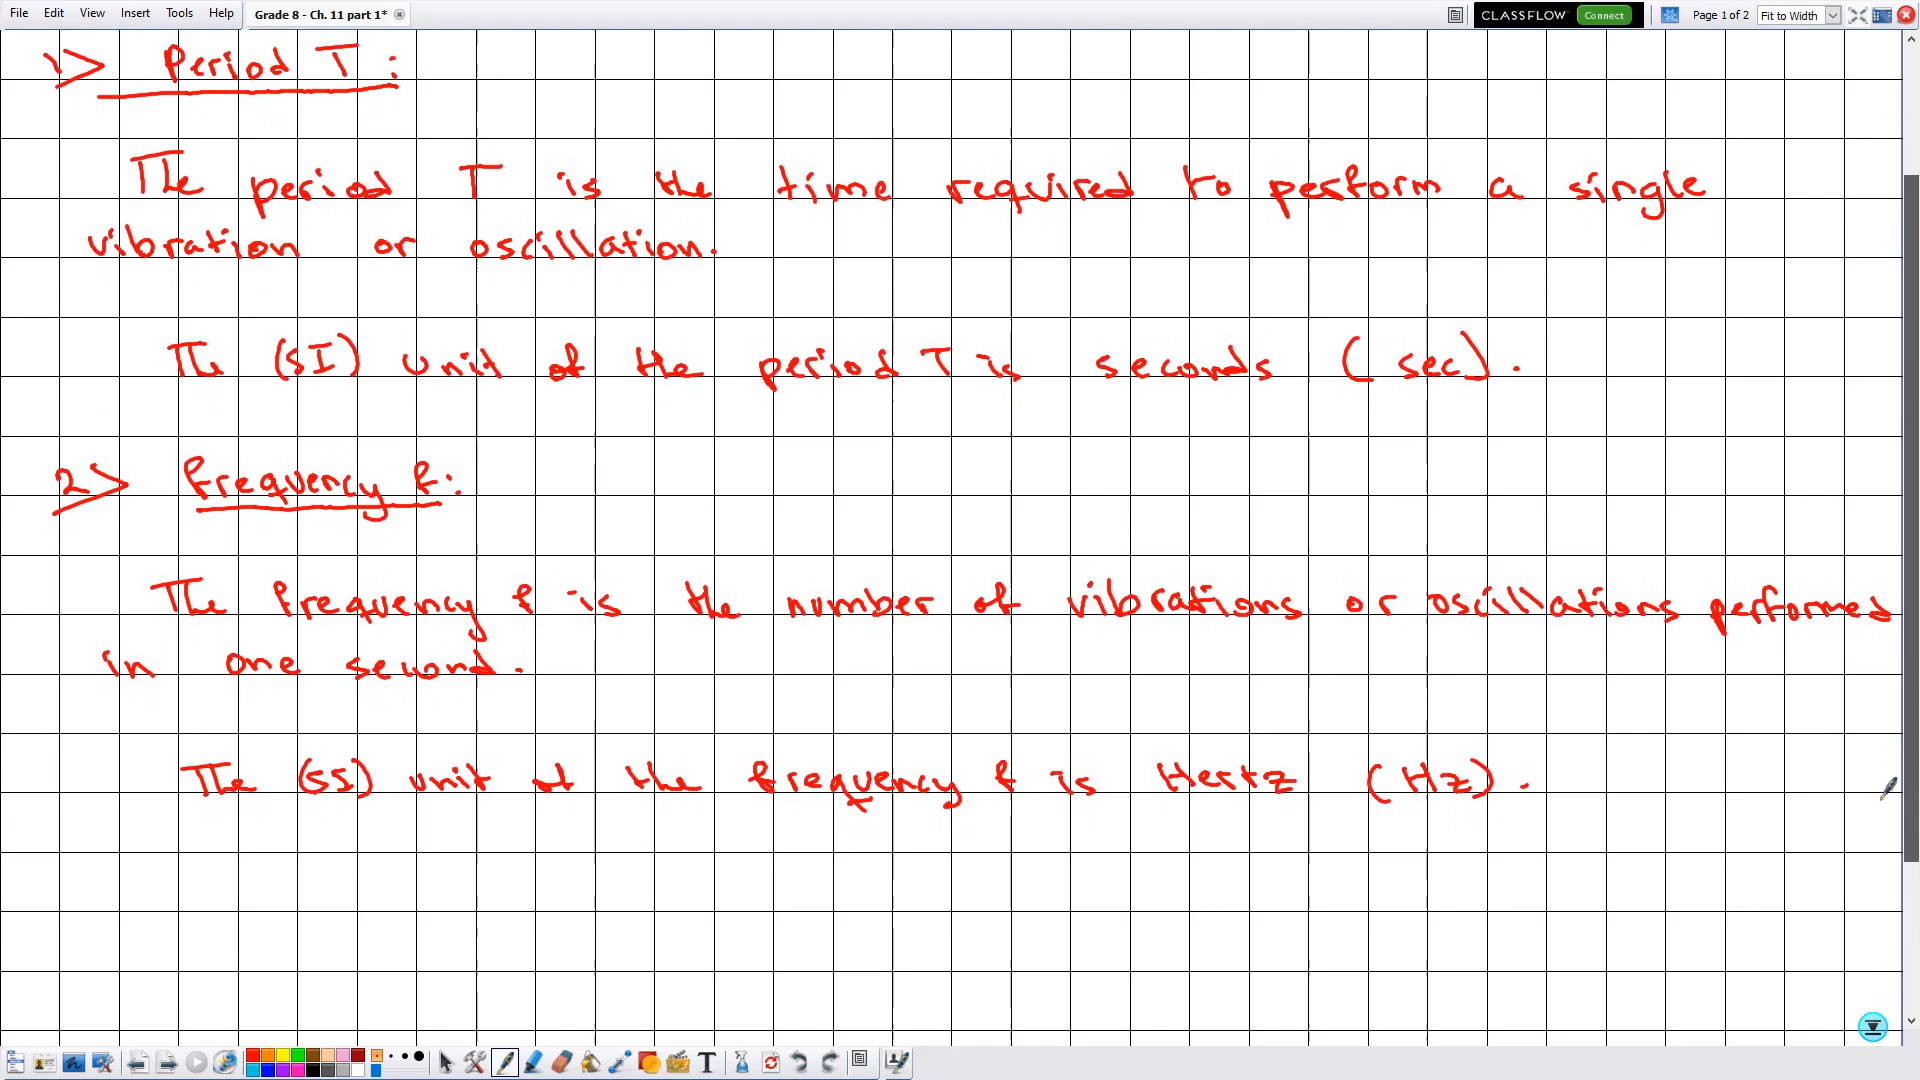 File Edit View Insert Tools Help Grade 8 - Ch. 11 part 1* CLASSFLOW Connect Page 1 of 2 Fit to Width
1> Period T :
The period T is the time required to perform a single
vibration or oscillation.
The (SI) unit of the period T is seconds (sec).
2> frequency f:
The frequency f is the number of vibrations or oscillations performed
in one second.
The (SI) unit of the frequency f is Hertz (Hz).
T